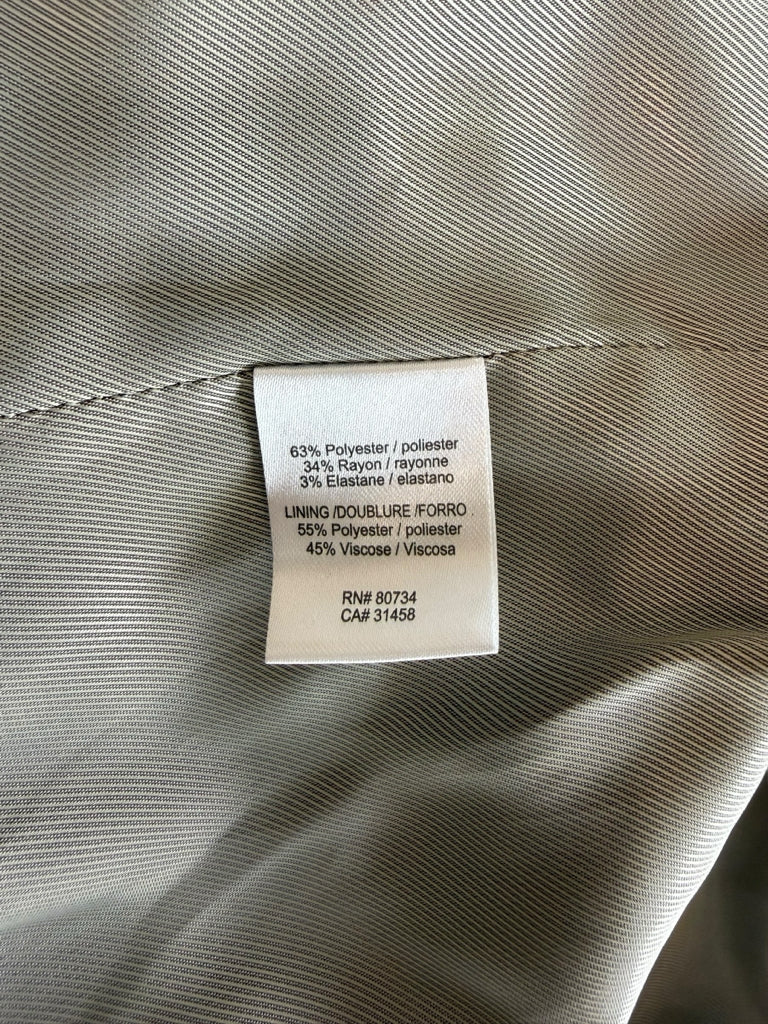 63% Polyester / poliester
34% Rayon / rayonne
3% Elastane / elastano
LINING /DOUBLURE /FORRO
55% Polyester / poliester
45% Viscose / Viscosa
RN# 80734
CA# 31458